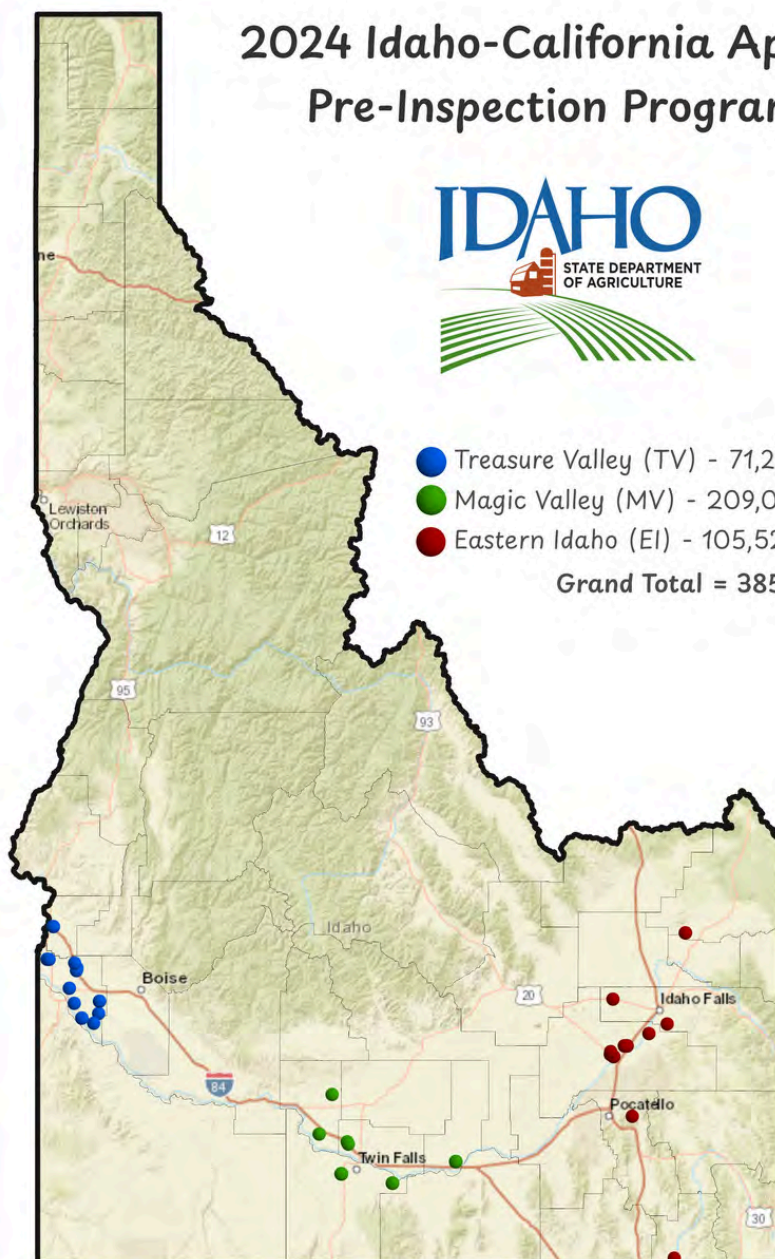 2024 Idaho-California Ap
Pre-Inspection Progra
IDAHO
STATE DEPARTMENT
OF AGRICULTURE
ne
Treasure Valley (TV) - 71,2
Magic Valley (MV) - 209,0
Eastern Idaho (EI) - 105,52
Grand Total = 385
Lewiston
Orchards
12
95
93
Idaho
Boise
20
Idaho Falls
84
Pocatello
Twin Falls
30